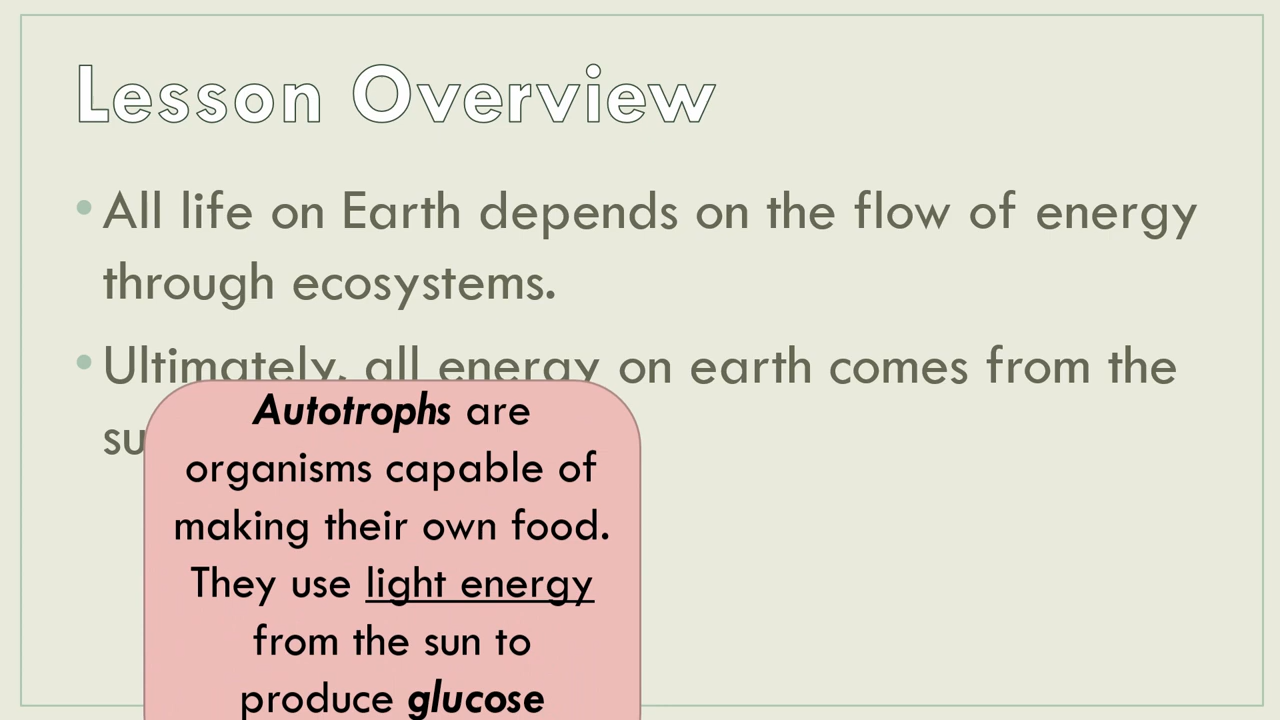 Lesson Overview
• All life on Earth depends on the flow of energy
through ecosystems.
• Ultimately, all energy on earth comes from the
Autotrophs are
organisms capable of
making their own food.
They use light energy
from the sun to
produce glucose